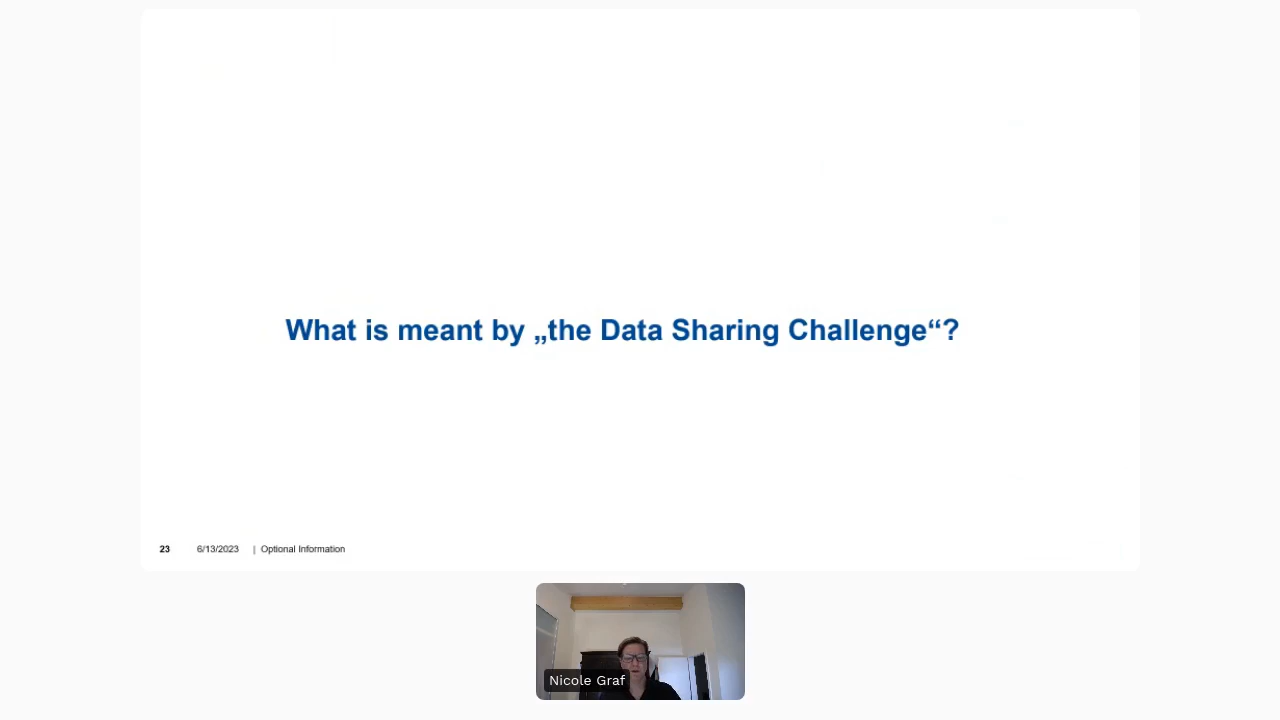 What is meant by „the Data Sharing Challenge“?
23 6/13/2023 | Optional Information
Nicole Graf